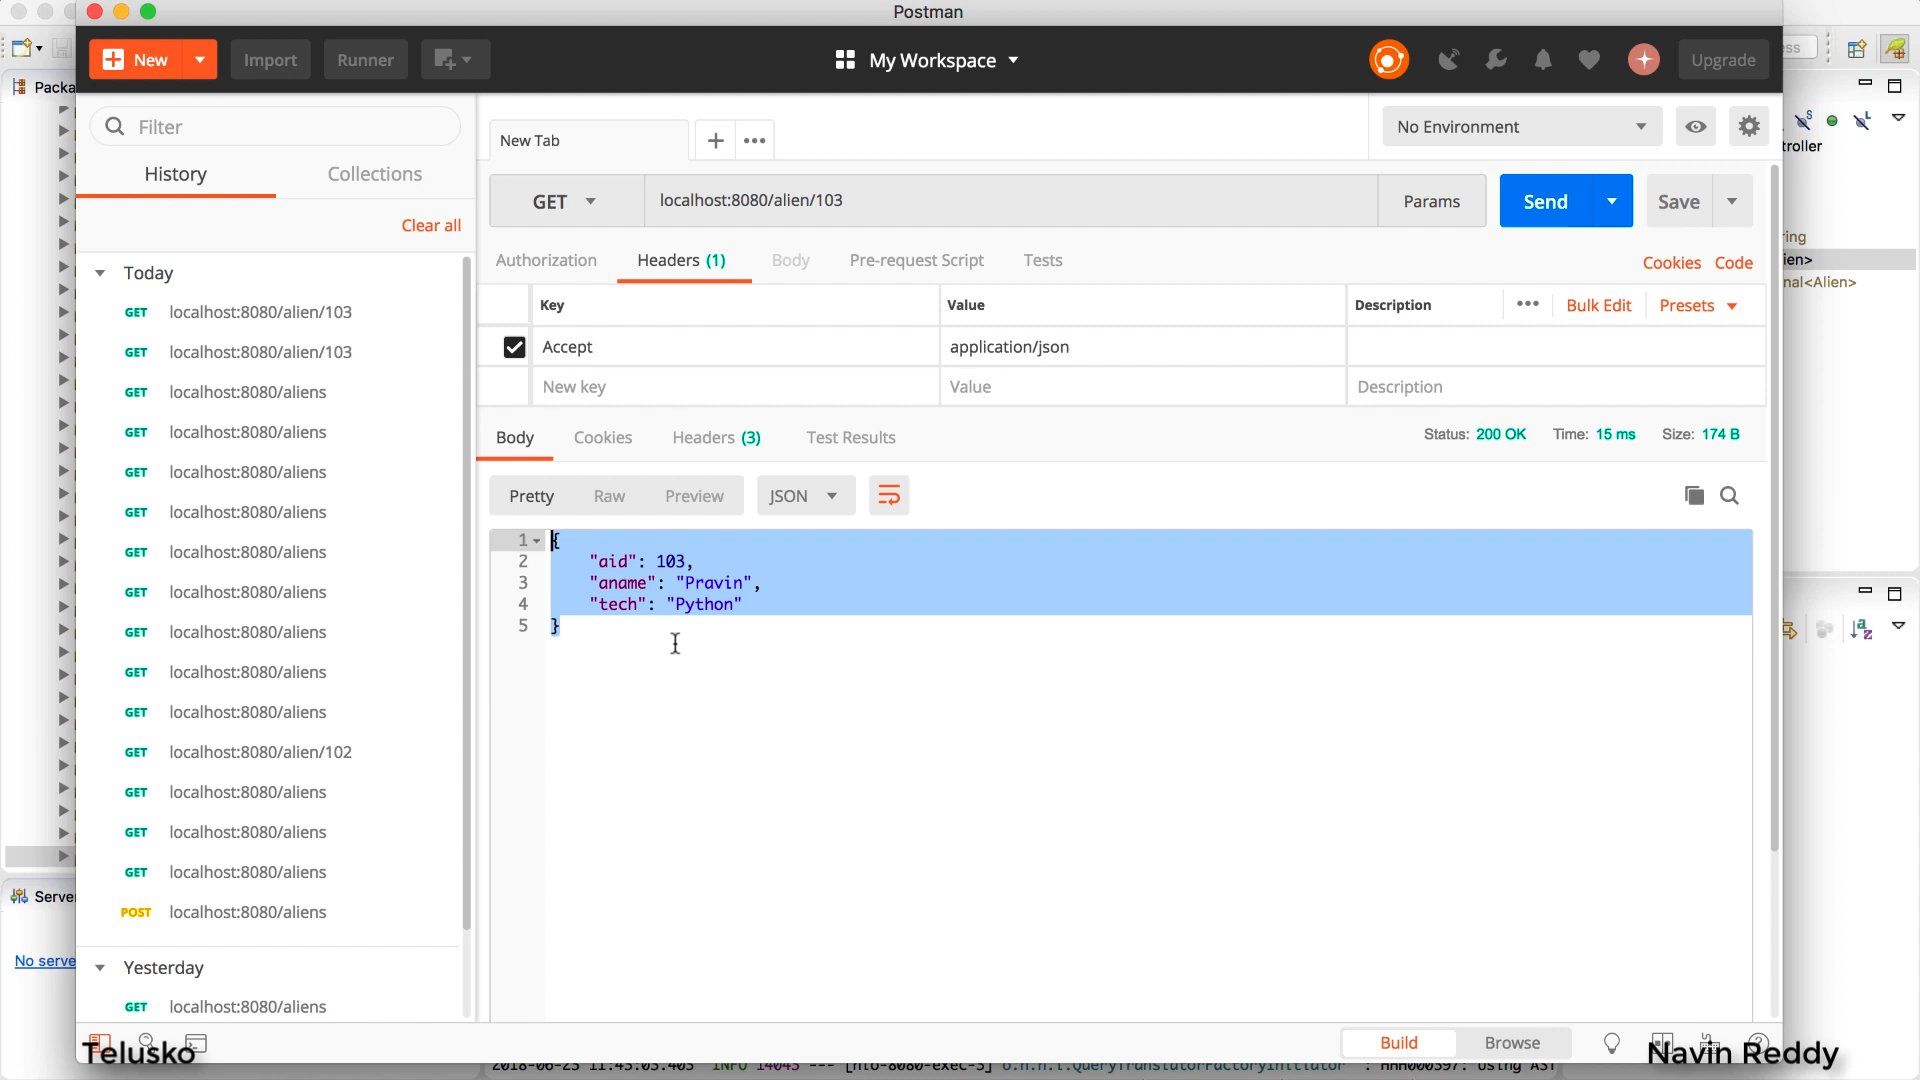 Postman
New
Import
Runner
My Workspace
Upgrade
Packa
Filter
History
Collections
Clear all
Today
GET localhost:8080/alien/103
GET localhost:8080/alien/103
GET localhost:8080/aliens
GET localhost:8080/aliens
GET localhost:8080/aliens
GET localhost:8080/aliens
GET localhost:8080/aliens
GET localhost:8080/aliens
GET localhost:8080/aliens
GET localhost:8080/aliens
GET localhost:8080/aliens
GET localhost:8080/alien/102
GET localhost:8080/aliens
GET localhost:8080/aliens
GET localhost:8080/aliens
POST localhost:8080/aliens
Yesterday
GET localhost:8080/aliens
Serve
No serve
New Tab
No Environment
GET
localhost:8080/alien/103
Params
Send
Save
Authorization
Headers (1)
Body
Pre-request Script
Tests
Cookies
Code
Key
Value
Description
Bulk Edit
Presets
Accept
application/json
New key
Value
Description
Body
Cookies
Headers (3)
Test Results
Status: 200 OK
Time: 15 ms
Size: 174 B
Pretty
Raw
Preview
JSON
1 {
2 "aid": 103,
3 "aname": "Pravin",
4 "tech": "Python"
5 }
ss
troller
ring
ien>
nal<Alien>
Build
Browse
Telusko
Navin Reddy